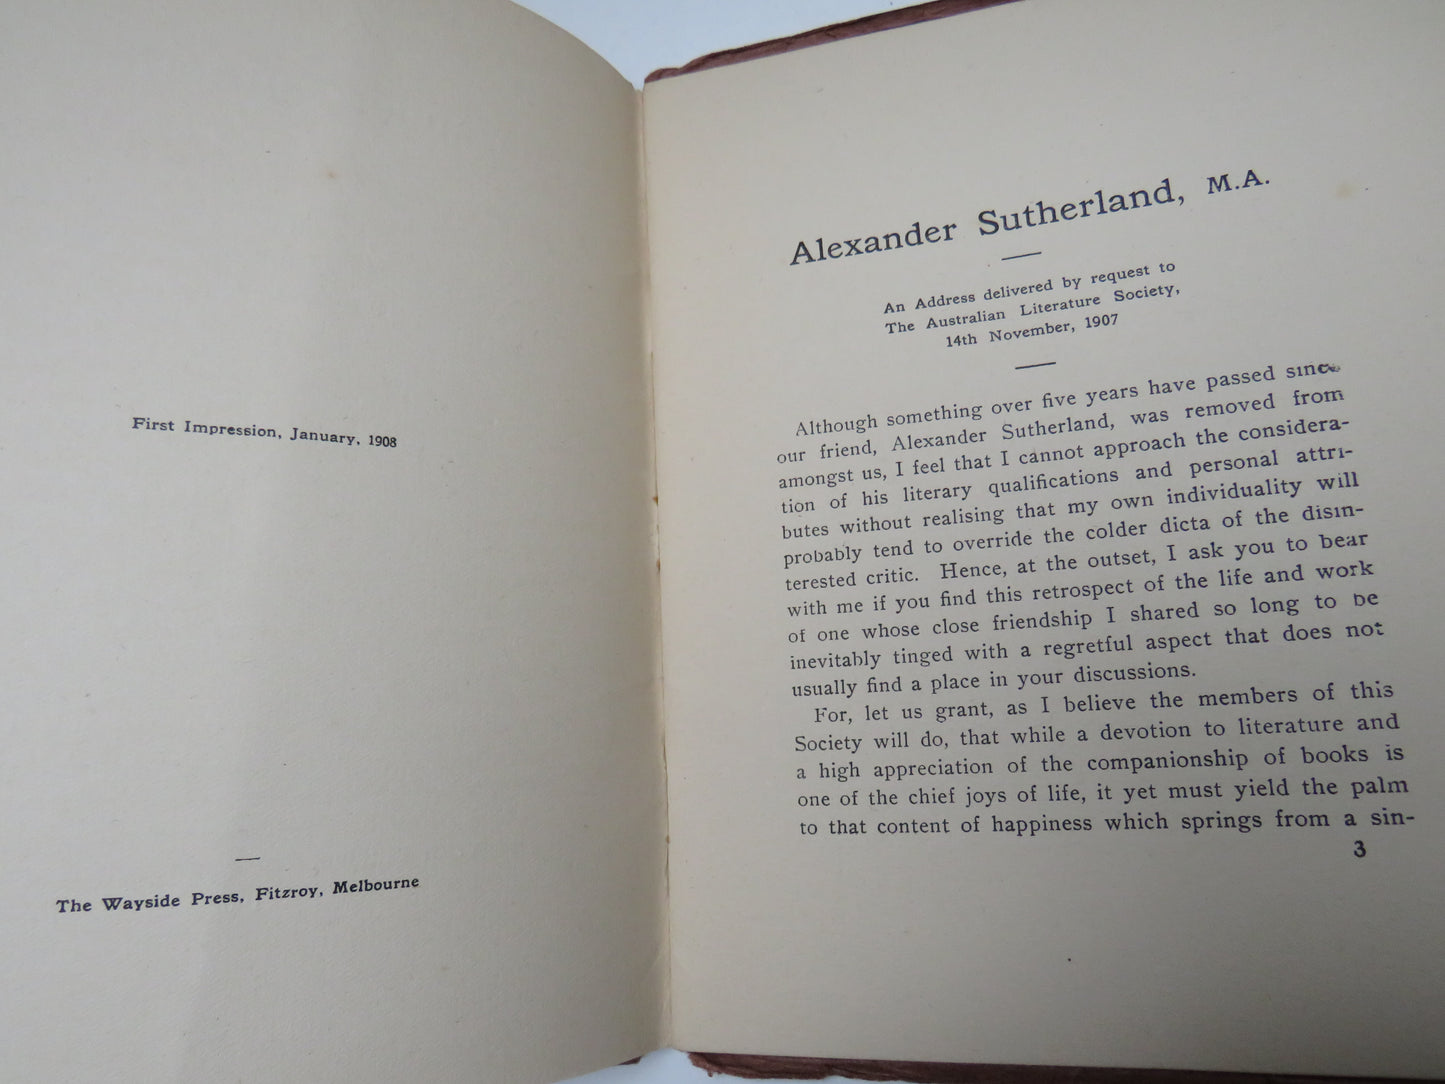 First Impression, January, 1908
The Wayside Press, Fitzroy, Melbourne
Alexander Sutherland, M.A.
An Address delivered by request to
The Australian Literature Society,
14th November, 1907
Although something over five years have passed since
our friend, Alexander Sutherland, was removed from
amongst us, I feel that I cannot approach the considera-
tion of his literary qualifications and personal attri-
butes without realising that my own individuality will
probably tend to override the colder dicta of the disin-
terested critic. Hence, at the outset, I ask you to bear
with me if you find this retrospect of the life and work
of one whose close friendship I shared so long to be
inevitably tinged with a regretful aspect that does not
usually find a place in your discussions.
For, let us grant, as I believe the members of this
Society will do, that while a devotion to literature and
a high appreciation of the companionship of books is
one of the chief joys of life, it yet must yield the palm
to that content of happiness which springs from a sin-
3